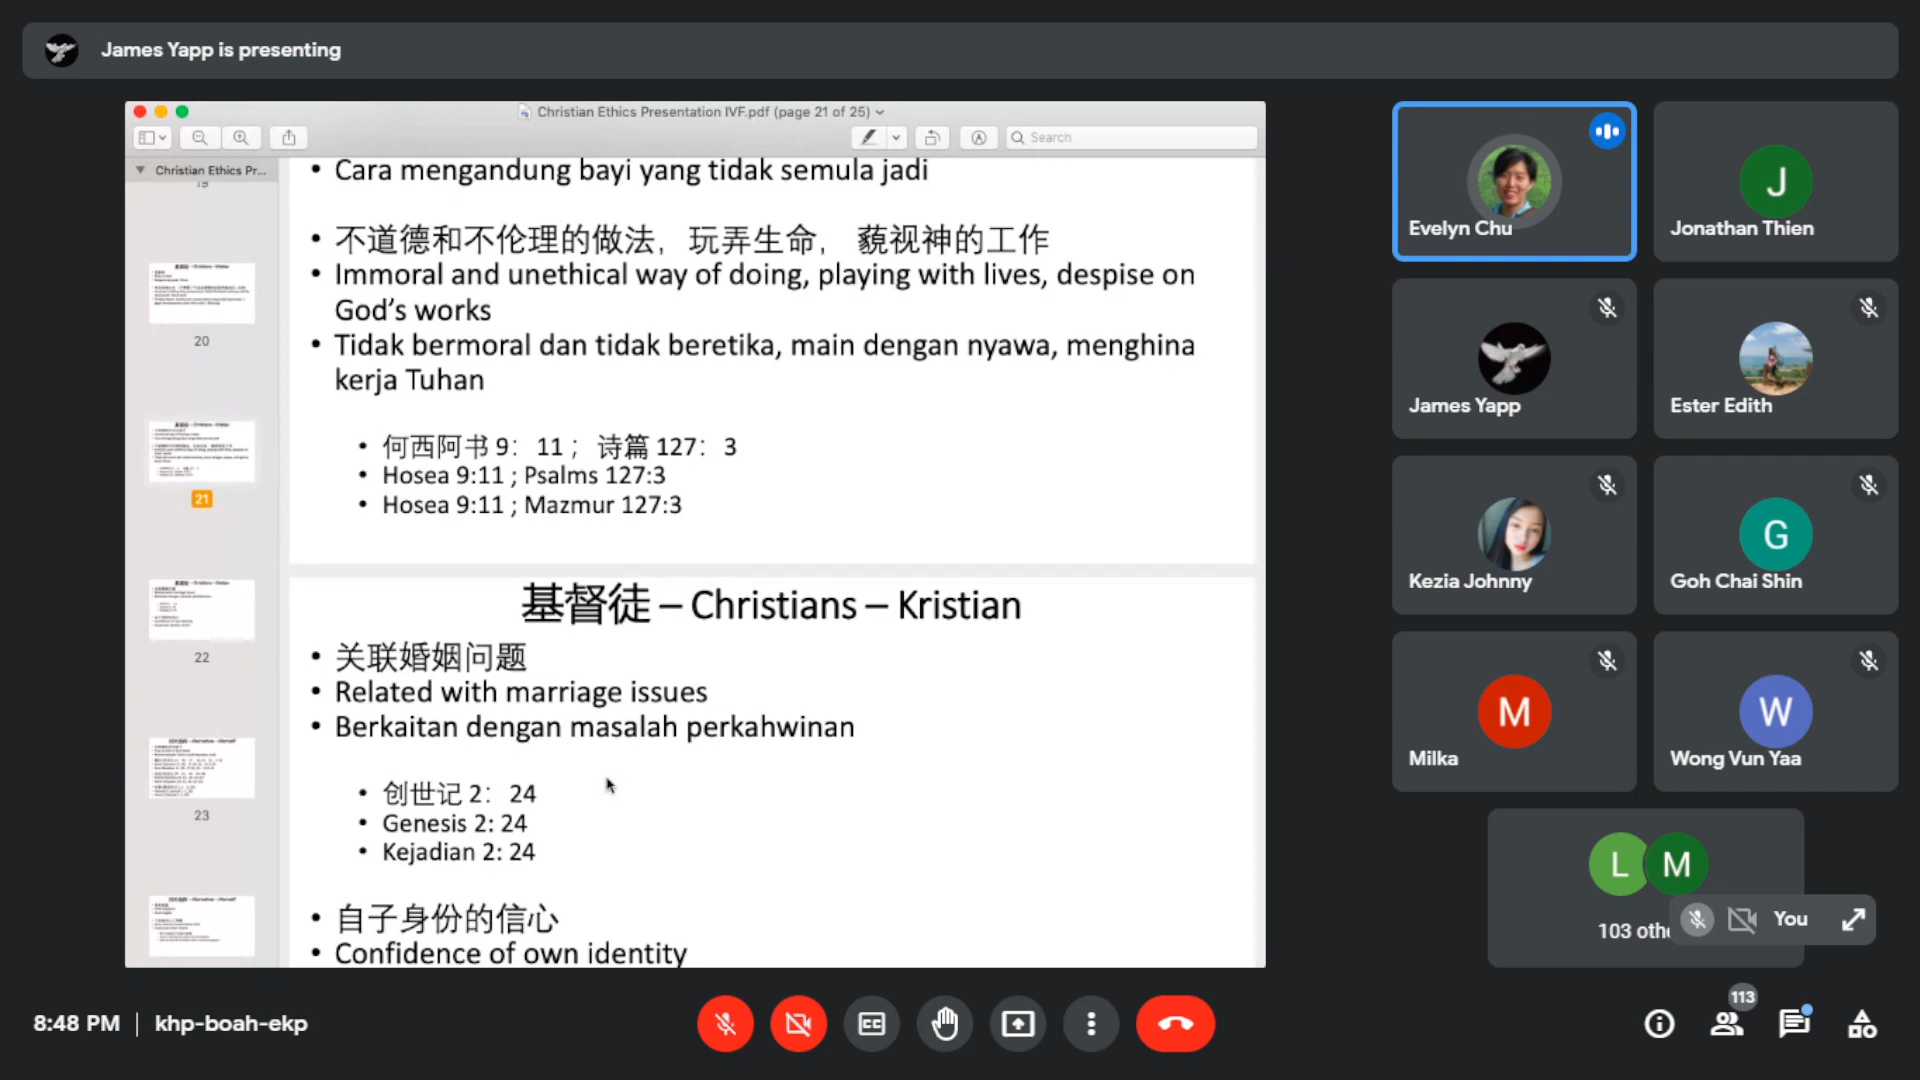 James Yapp is presenting
Christian Ethics Presentation IVF.pdf (page 21 of 25)
Search
Christian Ethics Pr...
19
20
21
22
23
• Cara mengandung bayi yang tidak semula jadi
• 不道德和不伦理的做法，玩弄生命， 藐视神的工作
• Immoral and unethical way of doing, playing with lives, despise on
God’s works
• Tidak bermoral dan tidak beretika, main dengan nyawa, menghina
kerja Tuhan
• 何西阿书 9： 11 ； 诗篇 127： 3
• Hosea 9:11 ; Psalms 127:3
• Hosea 9:11 ; Mazmur 127:3
基督徒 – Christians – Kristian
• 关联婚姻问题
• Related with marriage issues
• Berkaitan dengan masalah perkahwinan
• 创世记 2： 24
• Genesis 2: 24
• Kejadian 2: 24
• 自子身份的信心
• Confidence of own identity
Evelyn Chu
J
Jonathan Thien
James Yapp
Ester Edith
Kezia Johnny
G
Goh Chai Shin
M
Milka
W
Wong Vun Yaa
L
M
103 othe
You
8:48 PM | khp-boah-ekp
CC
113